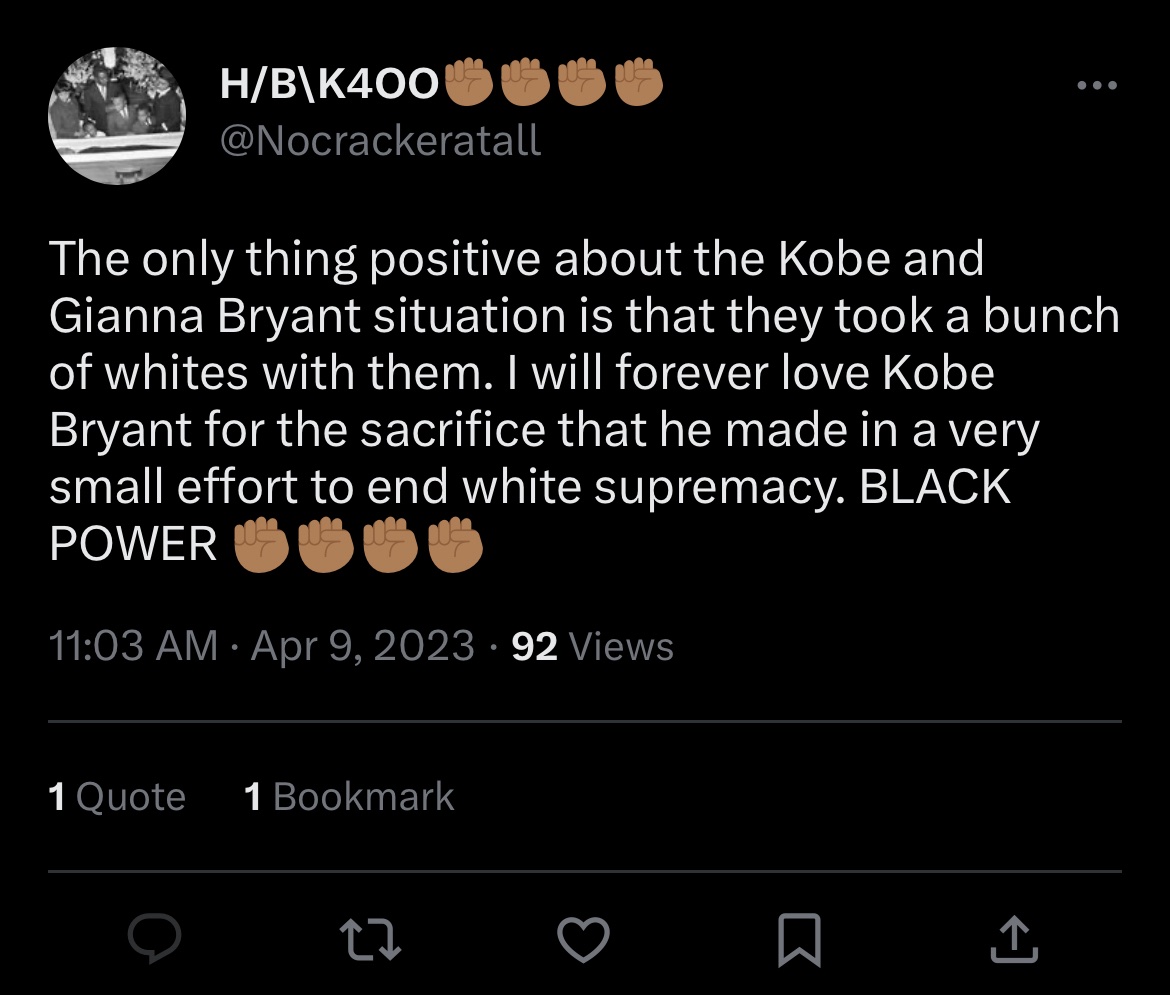 H/B\K4OO✊🏽✊🏽✊🏽✊🏽
@Nocrackeratall
The only thing positive about the Kobe and
Gianna Bryant situation is that they took a bunch
of whites with them. I will forever love Kobe
Bryant for the sacrifice that he made in a very
small effort to end white supremacy. BLACK
POWER ✊🏽✊🏽✊🏽✊🏽
11:03 AM · Apr 9, 2023 · 92 Views
1 Quote 1 Bookmark